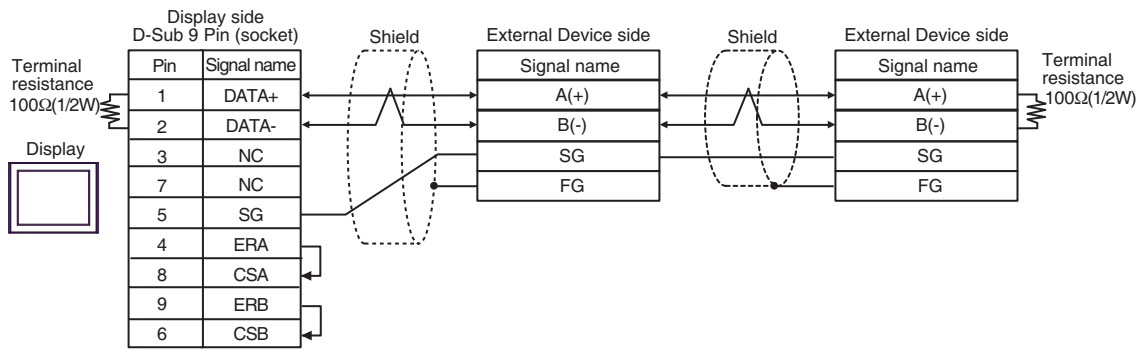 Display side
D-Sub 9 Pin (socket)
Shield
External Device side
Shield
External Device side
Terminal
resistance
100Ω(1/2W)
Pin Signal name
1 DATA+
2 DATA-
3 NC
7 NC
5 SG
4 ERA
8 CSA
9 ERB
6 CSB
Display
Signal name
A(+)
B(-)
SG
FG
Signal name
A(+)
B(-)
SG
FG
Terminal
resistance
100Ω(1/2W)